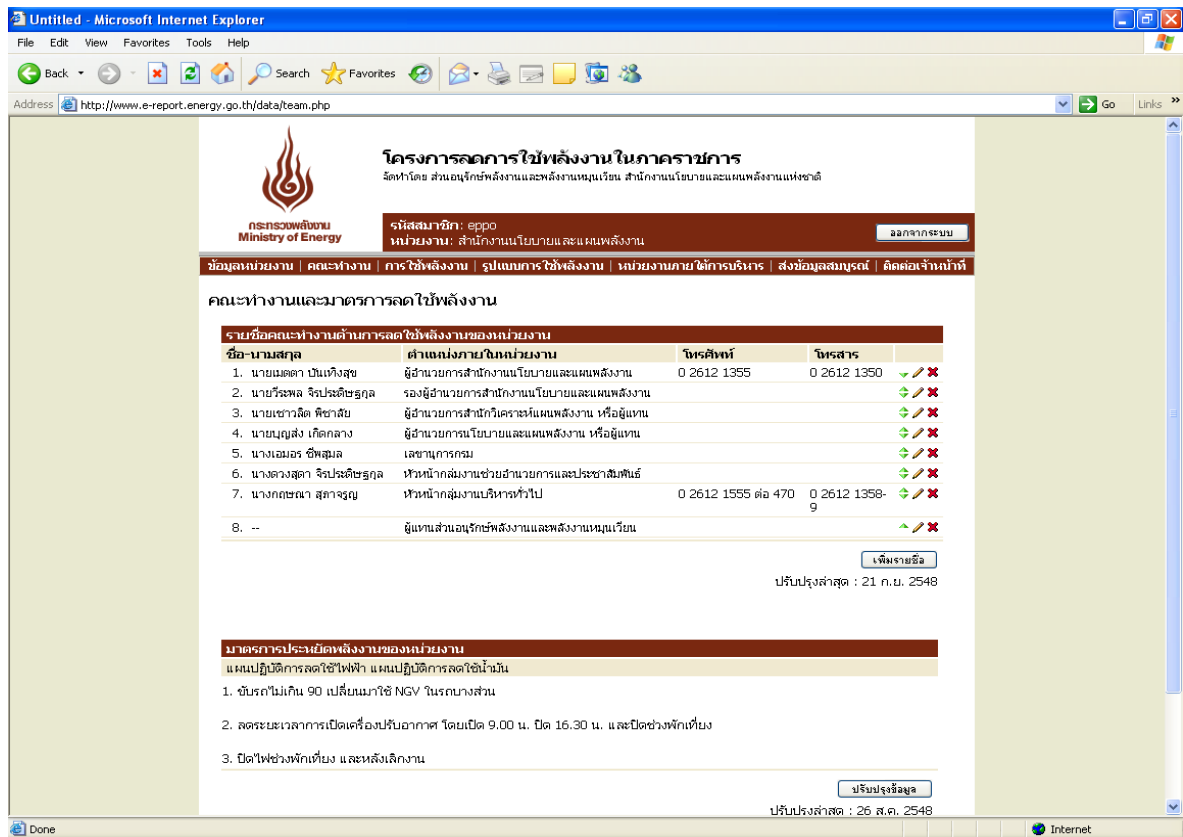 Untitled - Microsoft Internet Explorer
File Edit View Favorites Tools Help
Back Search Favorites
Address http://www.e-report.energy.go.th/data/team.php Go Links »
โครงการลดการใช้พลังงานในภาคราชการ
จัดทำโดย ส่วนอนุรักษ์พลังงานและพลังงานหมุนเวียน สำนักงานนโยบายและแผนพลังงานแห่งชาติ
กระทรวงพลังงาน
Ministry of Energy
รหัสสมาชิก: eppo
หน่วยงาน: สำนักงานนโยบายและแผนพลังงาน
ออกจากระบบ
ข้อมูลหน่วยงาน | คณะทำงาน | การใช้พลังงาน | รูปแบบการใช้พลังงาน | หน่วยงานภายใต้การบริหาร | ส่งข้อมูลสมบูรณ์ | ติดต่อเจ้าหน้าที่
คณะทำงานและมาตรการลดใช้พลังงาน
รายชื่อคณะทำงานด้านการลดใช้พลังงานของหน่วยงาน
ชื่อ-นามสกุล ตำแหน่งภายในหน่วยงาน โทรศัพท์ โทรสาร
1. นายเมตตา บันเทิงสุข ผู้อำนวยการสำนักงานนโยบายและแผนพลังงาน 0 2612 1355 0 2612 1350
2. นายวีระพล จิรประดิษฐกุล รองผู้อำนวยการสำนักงานนโยบายและแผนพลังงาน
3. นายเชาวลิต พิชาลัย ผู้อำนวยการสำนักวิเคราะห์แผนพลังงาน หรือผู้แทน
4. นายบุญส่ง เกิดกลาง ผู้อำนวยการนโยบายและแผนพลังงาน หรือผู้แทน
5. นางเอมอร ชีพสุมล เลขานุการกรม
6. นางดวงสุดา จิรประดิษฐกุล หัวหน้ากลุ่มงานช่วยอำนวยการและประชาสัมพันธ์
7. นางกฤษณา สุภาจรูญ หัวหน้ากลุ่มงานบริหารทั่วไป 0 2612 1555 ต่อ 470 0 2612 1358-
9
8. -- ผู้แทนส่วนอนุรักษ์พลังงานและพลังงานหมุนเวียน
เพิ่มรายชื่อ
ปรับปรุงล่าสุด : 21 ก.ย. 2548
มาตรการประหยัดพลังงานของหน่วยงาน
แผนปฏิบัติการลดใช้ไฟฟ้า แผนปฏิบัติการลดใช้น้ำมัน
1. ขับรถไม่เกิน 90 เปลี่ยนมาใช้ NGV ในรถบางส่วน
2. ลดระยะเวลาการเปิดเครื่องปรับอากาศ โดยเปิด 9.00 น. ปิด 16.30 น. และปิดช่วงพักเที่ยง
3. ปิดไฟช่วงพักเที่ยง และหลังเลิกงาน
ปรับปรุงข้อมูล
ปรับปรุงล่าสุด : 26 ส.ค. 2548
Done Internet